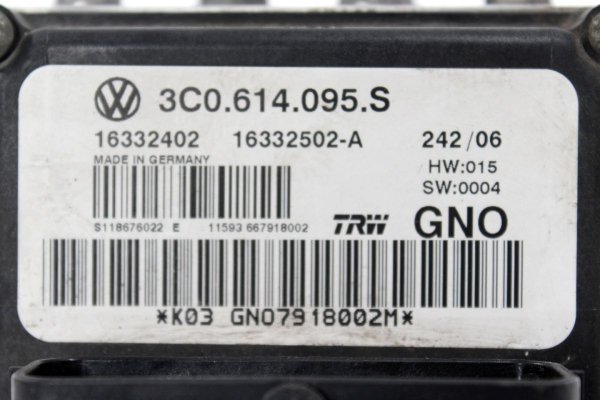 3C0.614.095.S
16332402 16332502-A 242/06
MADE IN GERMANY HW:015
SW:0004
S118676022 E 11593 667918002 TRW GNO
*K03 GNO7918002M*